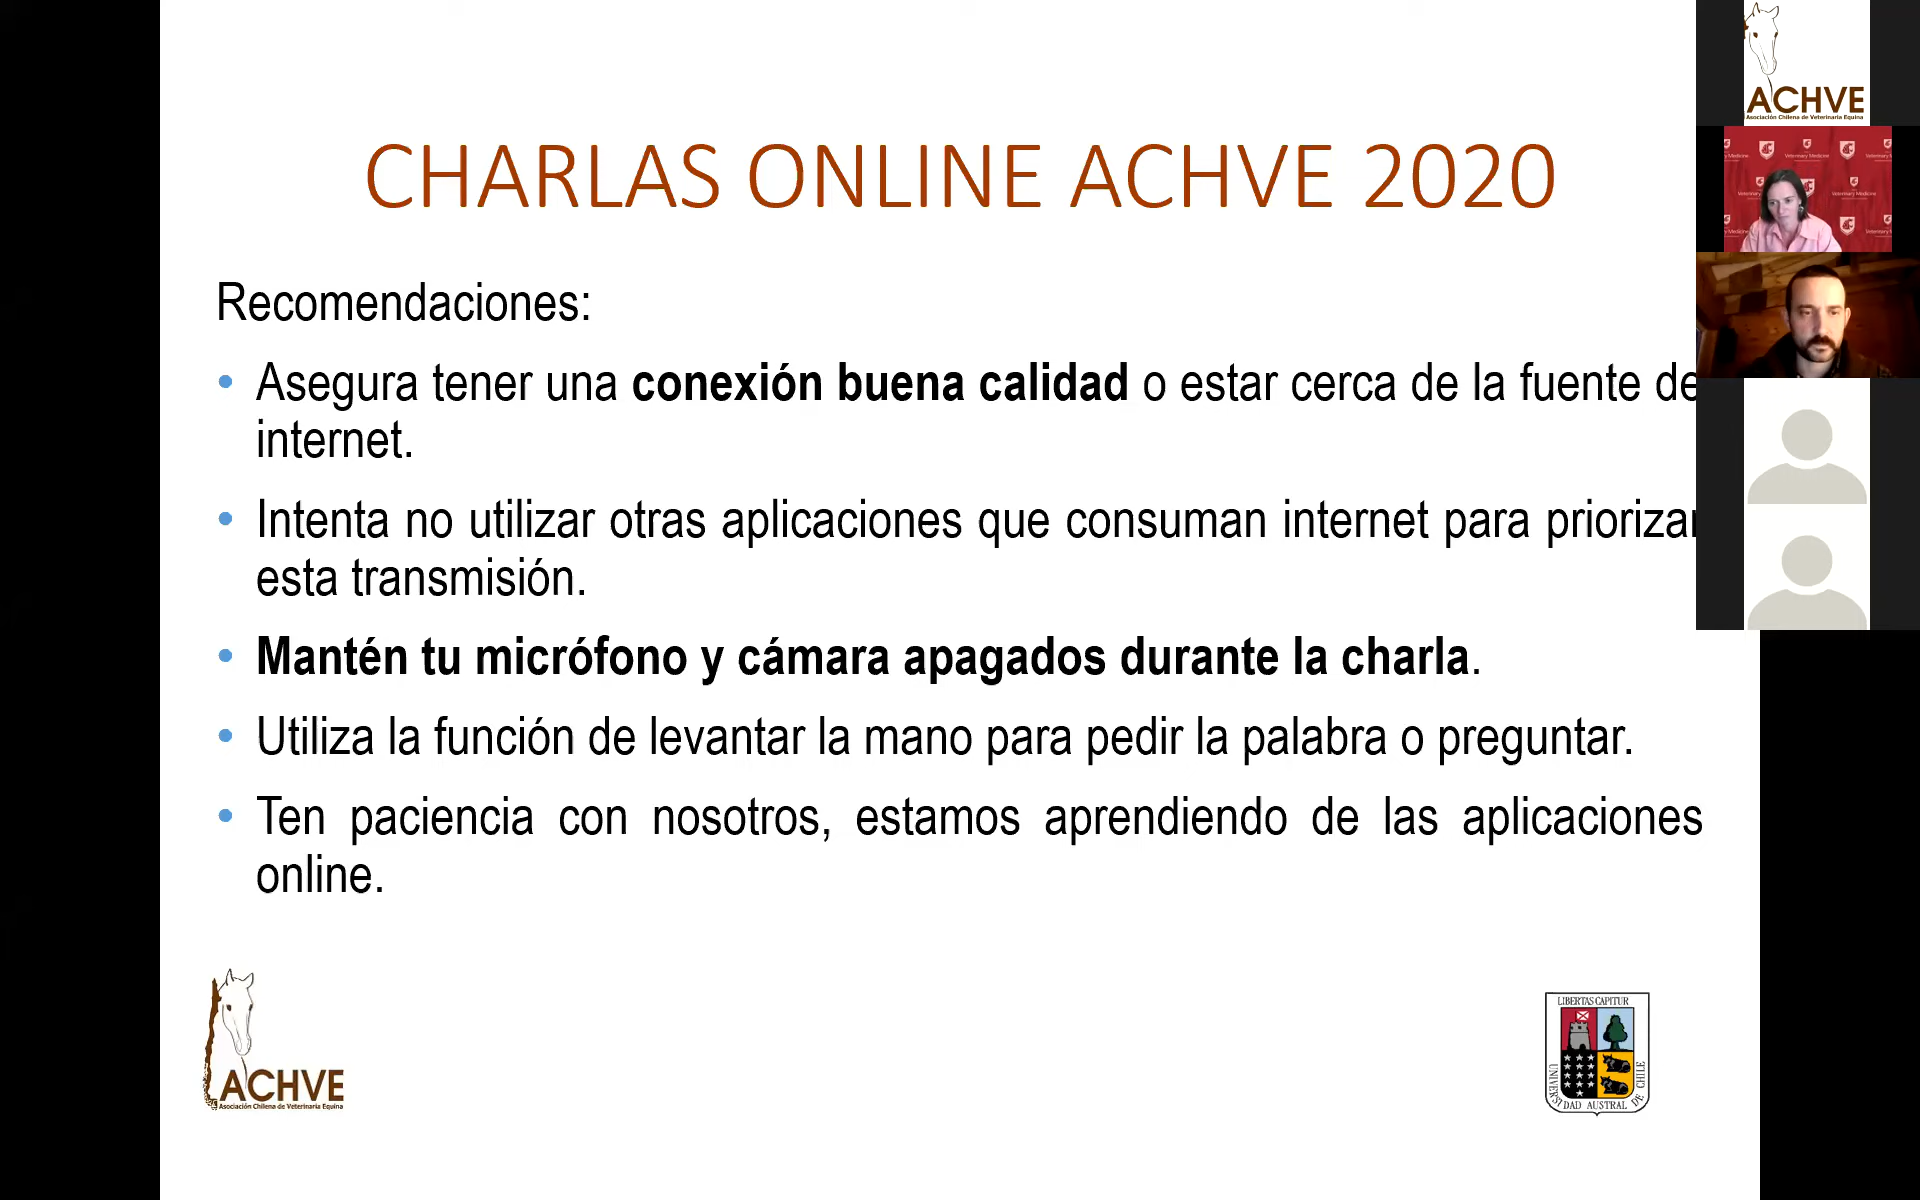 CHARLAS ONLINE ACHVE 2020
Recomendaciones:
• Asegura tener una conexión buena calidad o estar cerca de la fuente de
internet.
• Intenta no utilizar otras aplicaciones que consuman internet para priorizar
esta transmisión.
• Mantén tu micrófono y cámara apagados durante la charla.
• Utiliza la función de levantar la mano para pedir la palabra o preguntar.
• Ten paciencia con nosotros, estamos aprendiendo de las aplicaciones
online.
ACHVE
Asociación Chilena de Veterinaria Equina
LIBERTAS CAPITUR
UNIVERSIDAD AUSTRAL DE CHILE
ACHVE
Asociación Chilena de Veterinaria Equina
Veterinary Medicine
Veterinary Medicine